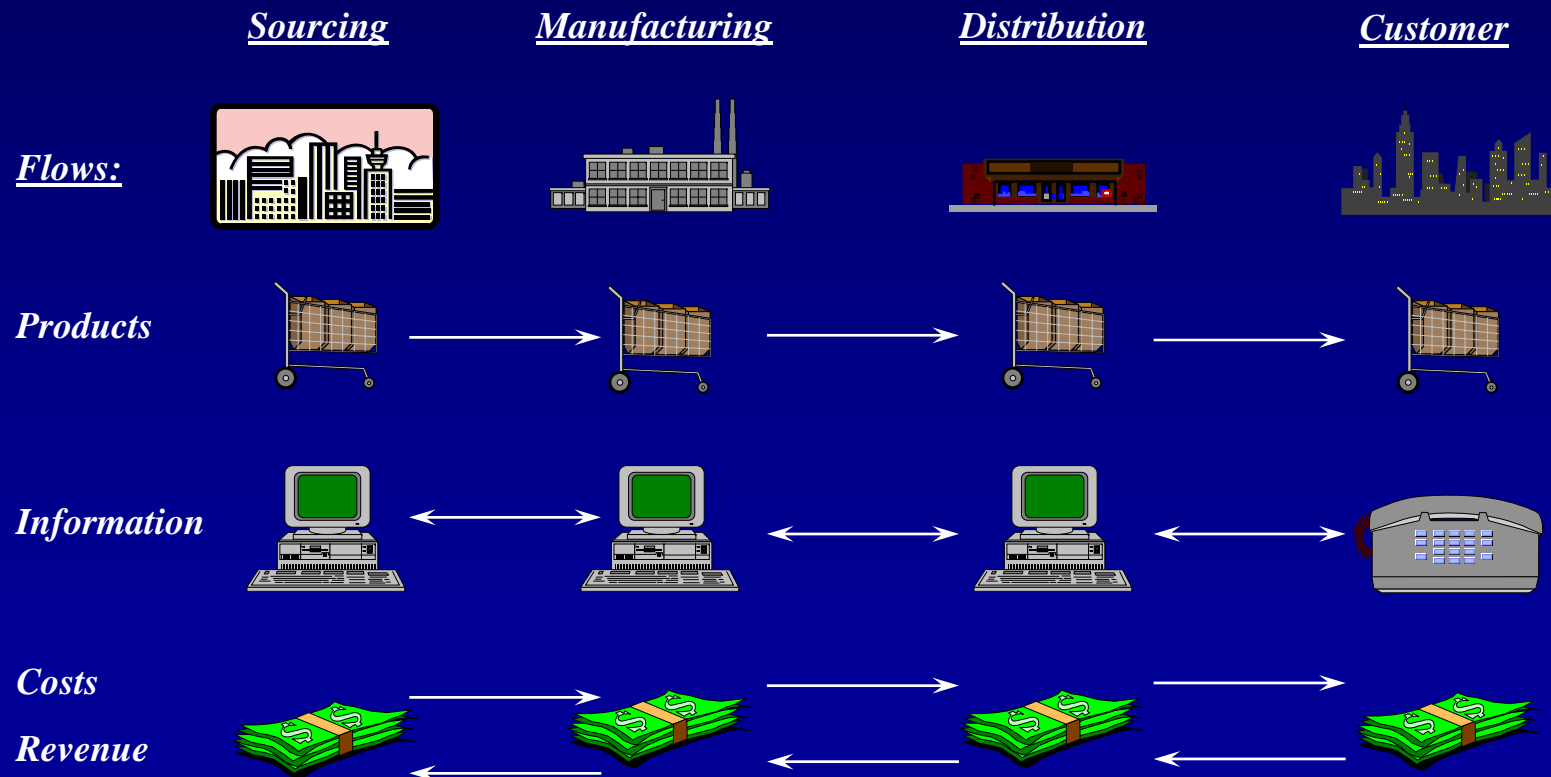 Sourcing Manufacturing Distribution Customer
Flows:
Products
Information
Costs
Revenue